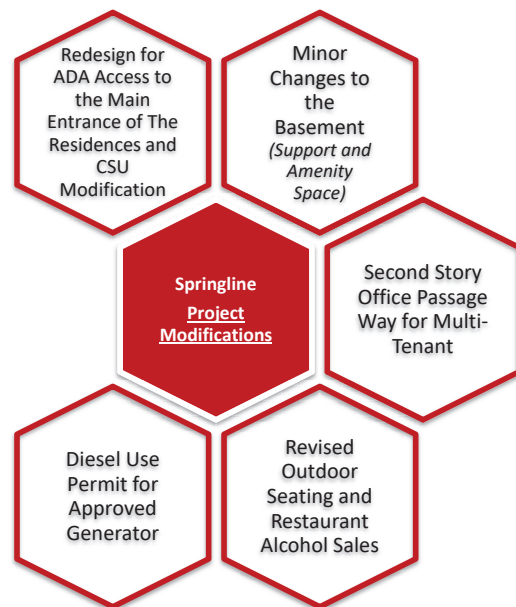 Redesign for
ADA Access to
the Main
Entrance of The
Residences and
CSU
Modification
Minor
Changes to
the
Basement
(Support and
Amenity
Space)
Springline
Project
Modifications
Second Story
Office Passage
Way for Multi-
Tenant
Diesel Use
Permit for
Approved
Generator
Revised
Outdoor
Seating and
Restaurant
Alcohol Sales